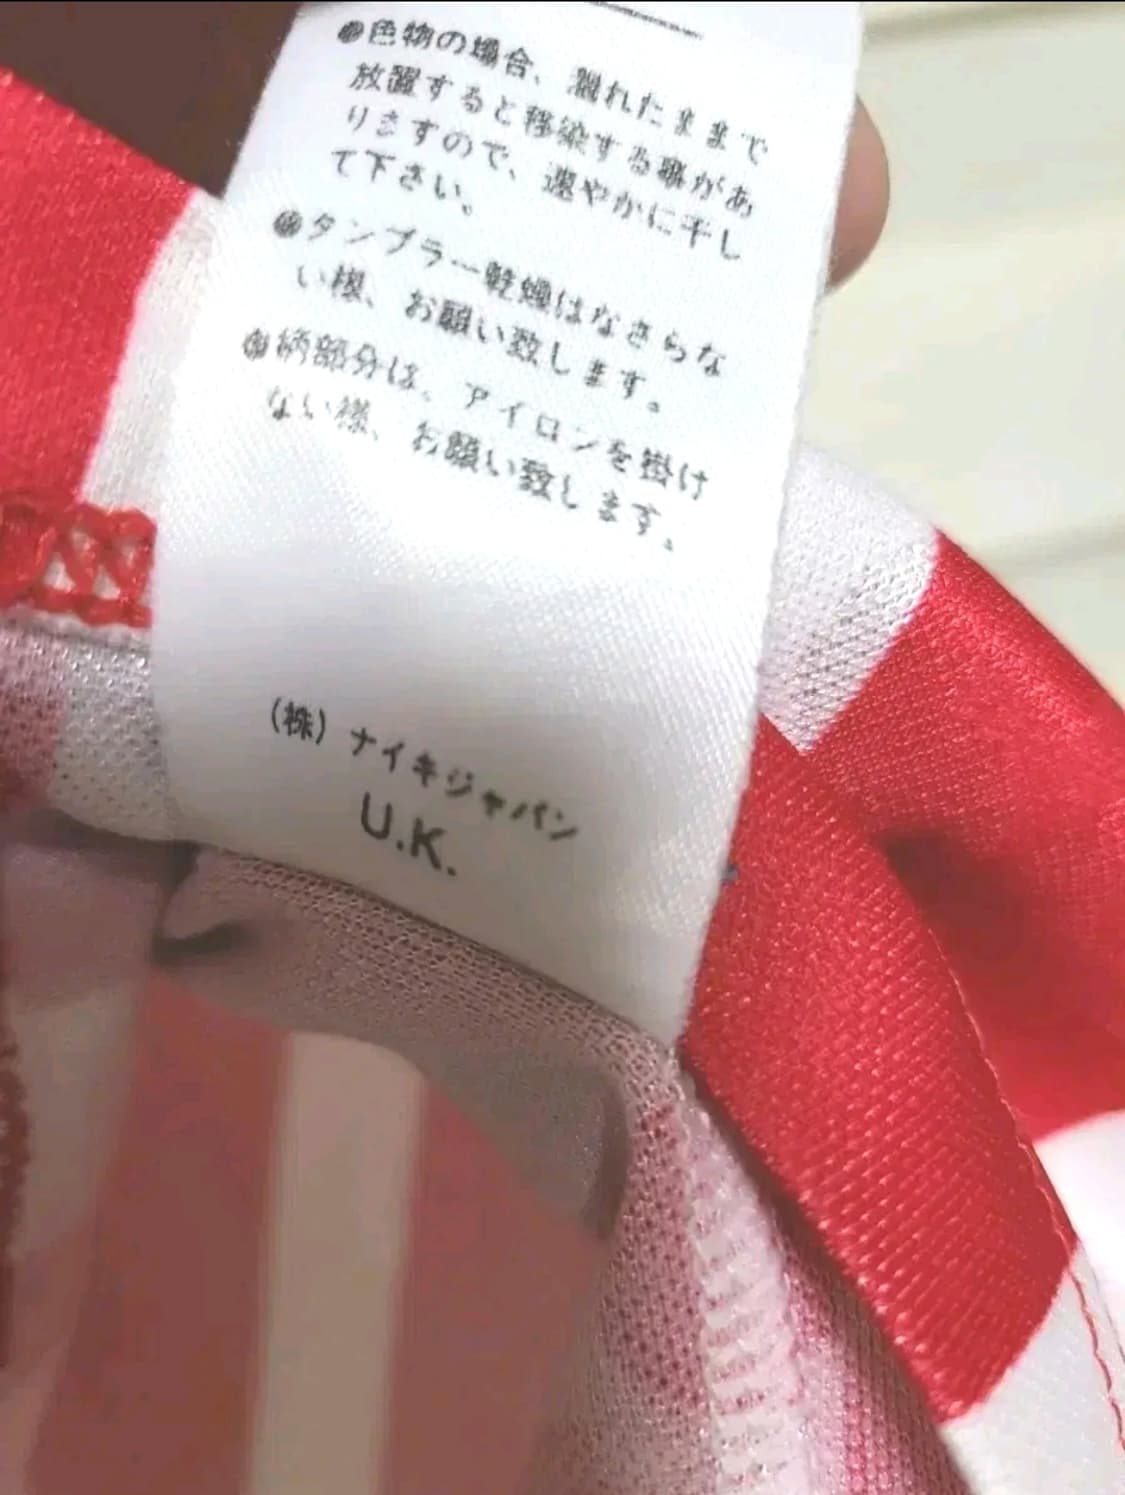 ●色物の場合、濡れたままで
放置すると移染する事があ
りますので、速やかに干し
て下さい。
●タンブラー乾燥はなさらな
い様、お願い致します。
●柄部分は、アイロンを掛け
ない様、お願い致します。
(株)ナイキジャパン
U.K.